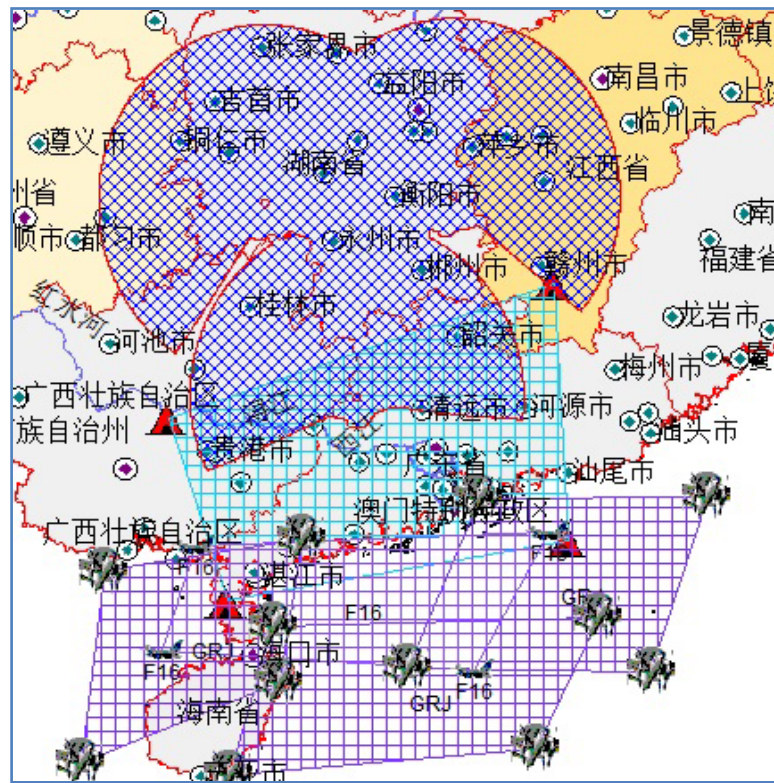 景德镇
张家界市
南昌市
益阳市
上饶
吉首市
临川市
遵义市
铜仁市
萍乡市
湖南省
江西省
州省
衡阳市
南
顺市
都匀市
永州市
福建省
郴州市
赣州市
红水河
桂林市
龙岩市
河池市
韶关市
梅州市
广西壮族自治区
浔江
清远市
河源市
族自治州
汕头市
贵港市
广东省
汕尾市
澳门特别行政区
广西壮族自治区
F16
F16
湛江市
F16
GR
GRJ
海口市
F16
F16
GRJ
海南省